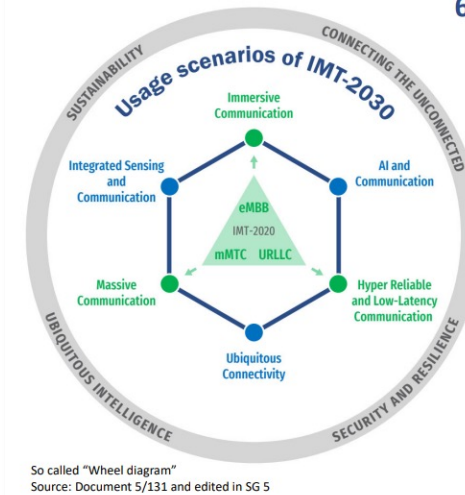 6
SUSTAINABILITY
CONNECTING THE UNCONNECTED
Usage scenarios of IMT-2030
Immersive
Communication
Integrated Sensing
and
Communication
AI and
Communication
eMBB
IMT-2020
mMTC URLLC
Massive
Communication
Hyper Reliable
and Low-Latency
Communication
Ubiquitous
Connectivity
UBIQUITOUS INTELLIGENCE
SECURITY AND RESILIENCE
So called “Wheel diagram”
Source: Document 5/131 and edited in SG 5